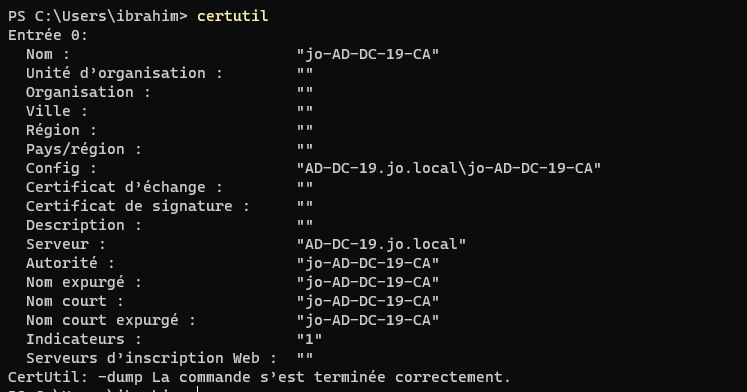 PS C:\Users\ibrahim> certutil
Entrée 0:
  Nom :                         "jo-AD-DC-19-CA"
  Unité d’organisation :        ""
  Organisation :                ""
  Ville :                       ""
  Région :                      ""
  Pays/région :                 ""
  Config :                      "AD-DC-19.jo.local\jo-AD-DC-19-CA"
  Certificat d’échange :        ""
  Certificat de signature :     ""
  Description :                 ""
  Serveur :                     "AD-DC-19.jo.local"
  Autorité :                    "jo-AD-DC-19-CA"
  Nom expurgé :                 "jo-AD-DC-19-CA"
  Nom court :                   "jo-AD-DC-19-CA"
  Nom court expurgé :           "jo-AD-DC-19-CA"
  Indicateurs :                 "1"
  Serveurs d’inscription Web :  ""
CertUtil: -dump La commande s’est terminée correctement.